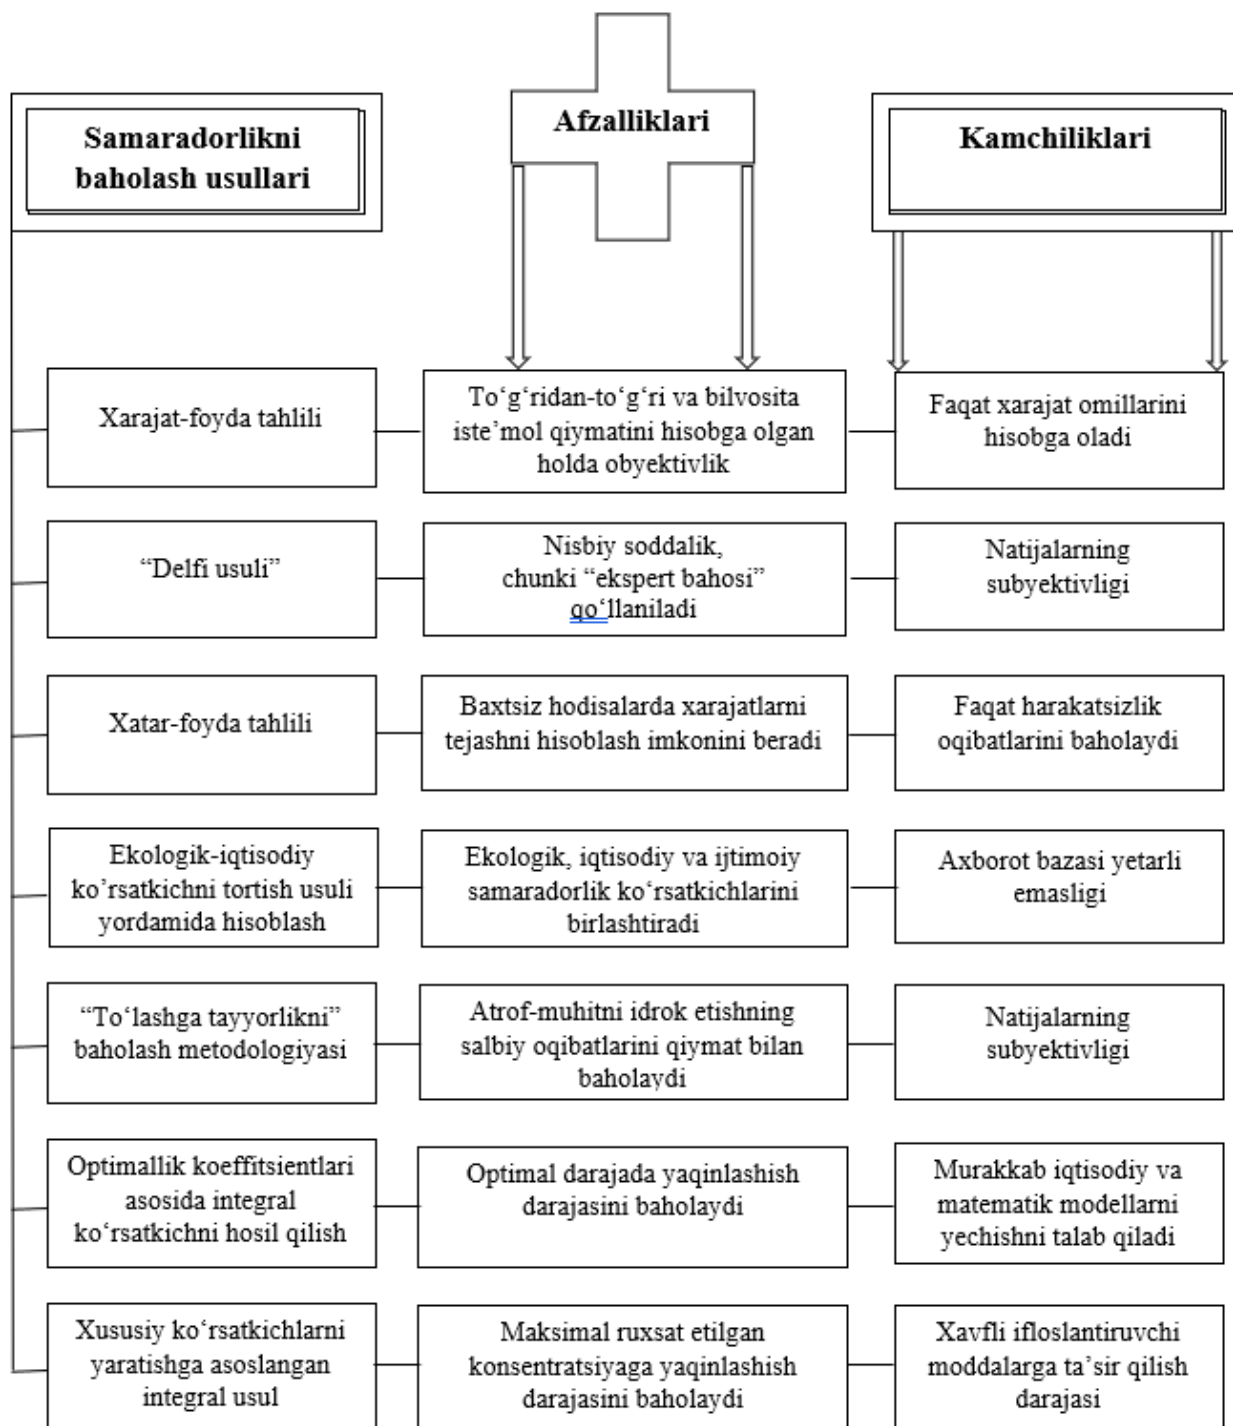 Samaradorlikni
baholash usullari
Afzalliklari
Kamchiliklari
Xarajat-foyda tahlili
To‘g‘ridan-to‘g‘ri va bilvosita
iste’mol qiymatini hisobga olgan
holda obyektivlik
Faqat xarajat omillarini
hisobga oladi
“Delfi usuli”
Nisbiy soddalik,
chunki “ekspert bahosi”
qo‘llaniladi
Natijalarning
subyektivligi
Xatar-foyda tahlili
Baxtsiz hodisalarda xarajatlarni
tejashni hisoblash imkonini beradi
Faqat harakatsizlik
oqibatlarini baholaydi
Ekologik-iqtisodiy
ko’rsatkichni tortish usuli
yordamida hisoblash
Ekologik, iqtisodiy va ijtimoiy
samaradorlik ko‘rsatkichlarini
birlashtiradi
Axborot bazasi yetarli
emasligi
“To‘lashga tayyorlikni”
baholash metodologiyasi
Atrof-muhitni idrok etishning
salbiy oqibatlarini qiymat bilan
baholaydi
Natijalarning
subyektivligi
Optimallik koeffitsientlari
asosida integral
ko‘rsatkichni hosil qilish
Optimal darajada yaqinlashish
darajasini baholaydi
Murakkab iqtisodiy va
matematik modellarni
yechishni talab qiladi
Xususiy ko‘rsatkichlarni
yaratishga asoslangan
integral usul
Maksimal ruxsat etilgan
konsentratsiyaga yaqinlashish
darajasini baholaydi
Xavfli ifloslantiruvchi
moddalarga ta’sir qilish
darajasi